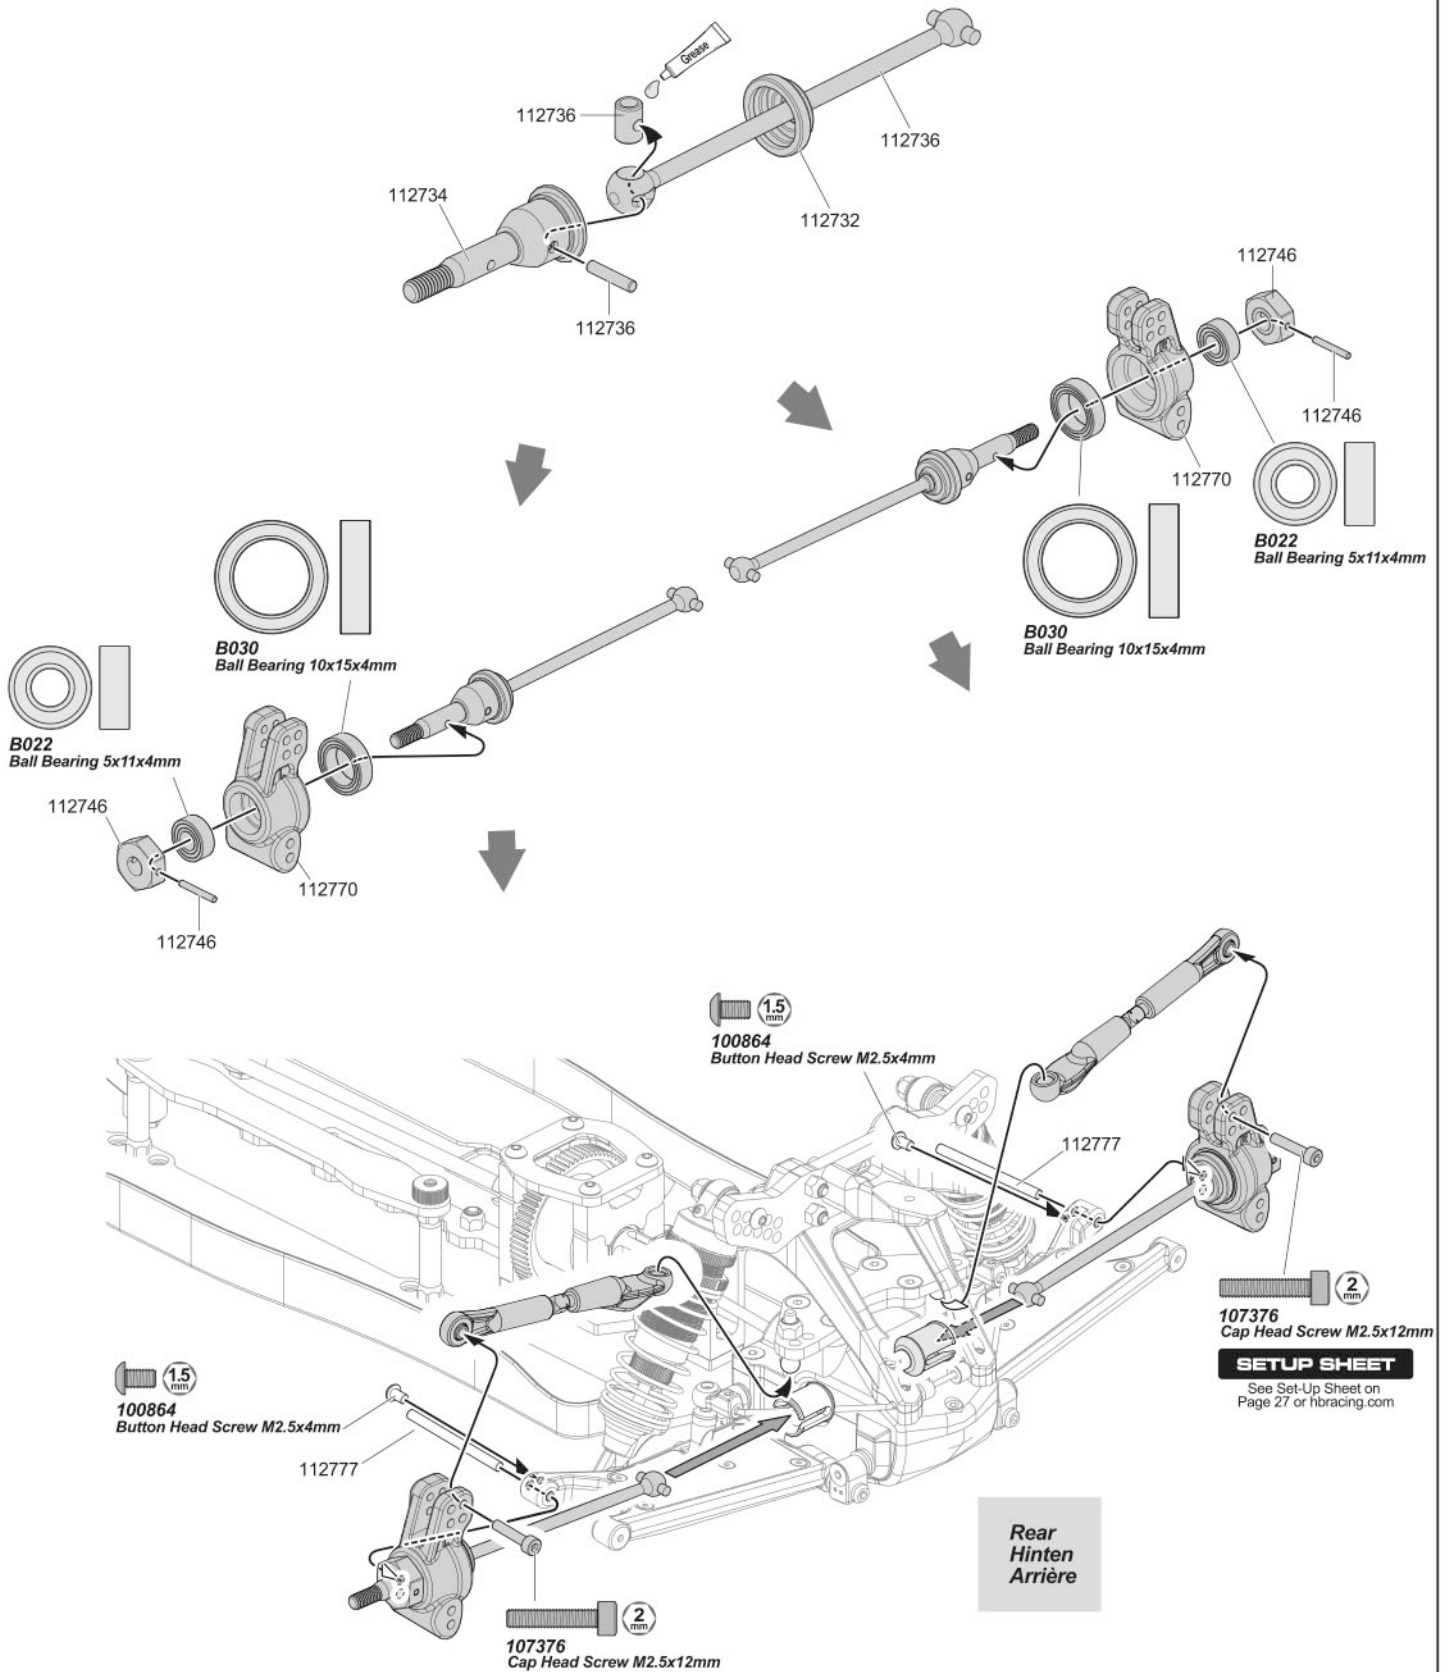 Grease
112736
112736
112734
112732
112736
112746
112746
112770
B022
Ball Bearing 5x11x4mm
B030
Ball Bearing 10x15x4mm
B030
Ball Bearing 10x15x4mm
B022
Ball Bearing 5x11x4mm
112746
112770
112746
1.5
mm
100864
Button Head Screw M2.5x4mm
112777
2
mm
107376
Cap Head Screw M2.5x12mm
SETUP SHEET
See Set-Up Sheet on
Page 27 or hbracing.com
1.5
mm
100864
Button Head Screw M2.5x4mm
112777
Rear
Hinten
Arrière
2
mm
107376
Cap Head Screw M2.5x12mm